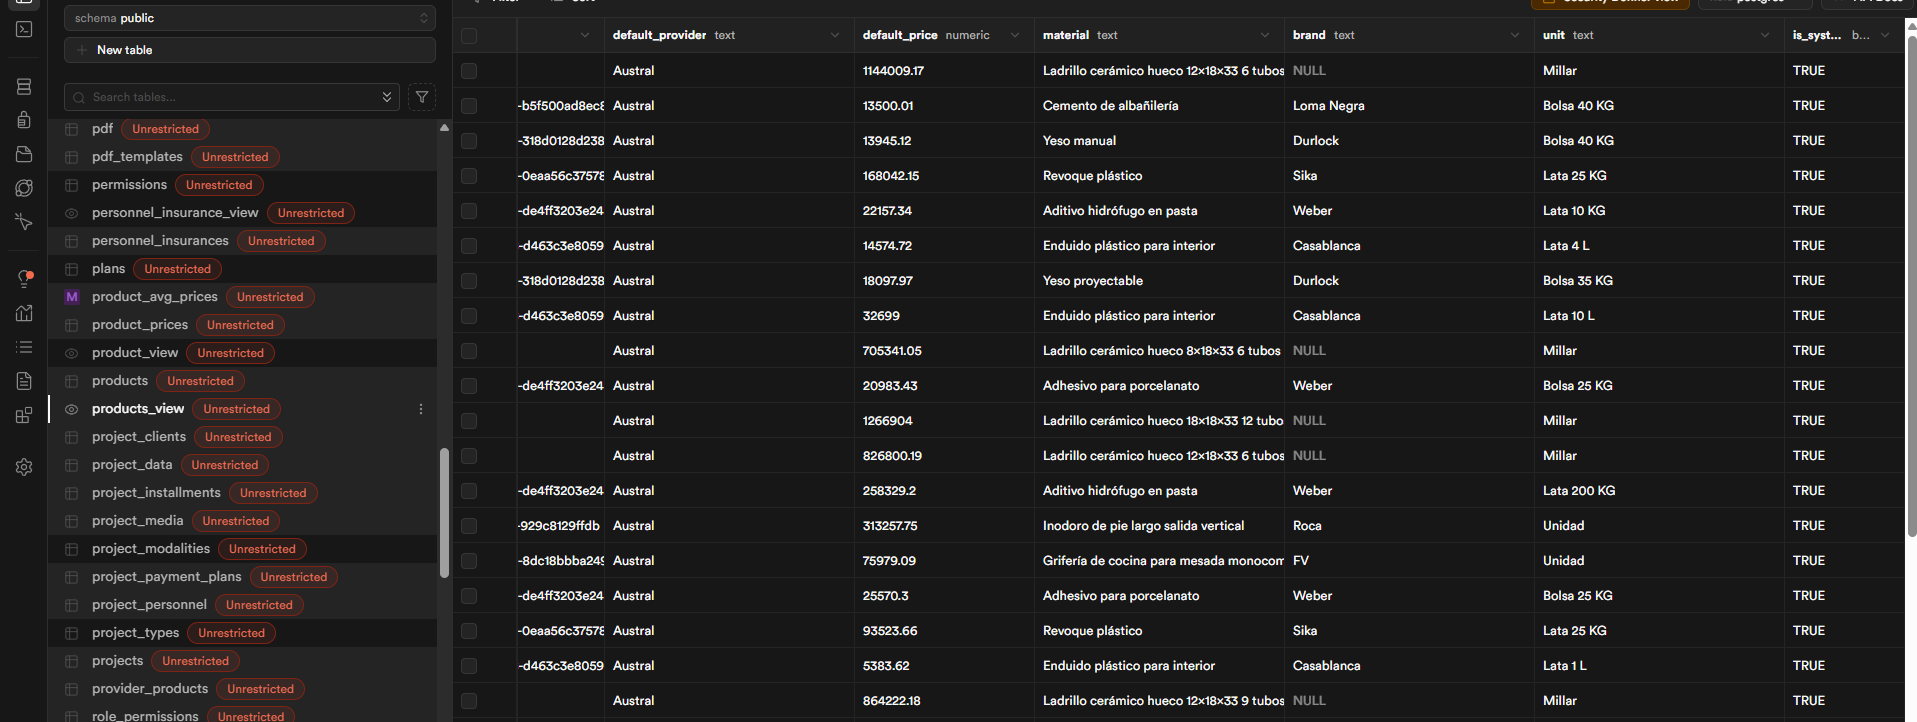 schema public
New table
Search tables...
pdf Unrestricted
pdf_templates Unrestricted
permissions Unrestricted
personnel_insurance_view Unrestricted
personnel_insurances Unrestricted
plans Unrestricted
M product_avg_prices Unrestricted
product_prices Unrestricted
product_view Unrestricted
products Unrestricted
products_view Unrestricted
project_clients Unrestricted
project_data Unrestricted
project_installments Unrestricted
project_media Unrestricted
project_modalities Unrestricted
project_payment_plans Unrestricted
project_personnel Unrestricted
project_types Unrestricted
projects Unrestricted
provider_products Unrestricted
role_permissions Unrestricted
default_provider text default_price numeric material text brand text unit text is_syst... b...
Austral 1144009.17 Ladrillo cerámico hueco 12×18×33 6 tubos NULL Millar TRUE
-b5f500ad8ec8 Austral 13500.01 Cemento de albañilería Loma Negra Bolsa 40 KG TRUE
-318d0128d238 Austral 13945.12 Yeso manual Durlock Bolsa 40 KG TRUE
-0eaa56c37578 Austral 168042.15 Revoque plástico Sika Lata 25 KG TRUE
-de4ff3203e24 Austral 22157.34 Aditivo hidrófugo en pasta Weber Lata 10 KG TRUE
-d463c3e8059 Austral 14574.72 Enduido plástico para interior Casablanca Lata 4 L TRUE
-318d0128d238 Austral 18097.97 Yeso proyectable Durlock Bolsa 35 KG TRUE
-d463c3e8059 Austral 32699 Enduido plástico para interior Casablanca Lata 10 L TRUE
Austral 705341.05 Ladrillo cerámico hueco 8×18×33 6 tubos NULL Millar TRUE
-de4ff3203e24 Austral 20983.43 Adhesivo para porcelanato Weber Bolsa 25 KG TRUE
Austral 1266904 Ladrillo cerámico hueco 18×18×33 12 tubo NULL Millar TRUE
Austral 826800.19 Ladrillo cerámico hueco 12×18×33 6 tubos NULL Millar TRUE
-de4ff3203e24 Austral 258329.2 Aditivo hidrófugo en pasta Weber Lata 200 KG TRUE
-929c8129ffdb Austral 313257.75 Inodoro de pie largo salida vertical Roca Unidad TRUE
-8dc18bbba249 Austral 75979.09 Grifería de cocina para mesada monocom FV Unidad TRUE
-de4ff3203e24 Austral 25570.3 Adhesivo para porcelanato Weber Bolsa 25 KG TRUE
-0eaa56c37578 Austral 93523.66 Revoque plástico Sika Lata 25 KG TRUE
-d463c3e8059 Austral 5383.62 Enduido plástico para interior Casablanca Lata 1 L TRUE
Austral 864222.18 Ladrillo cerámico hueco 12×18×33 9 tubos NULL Millar TRUE